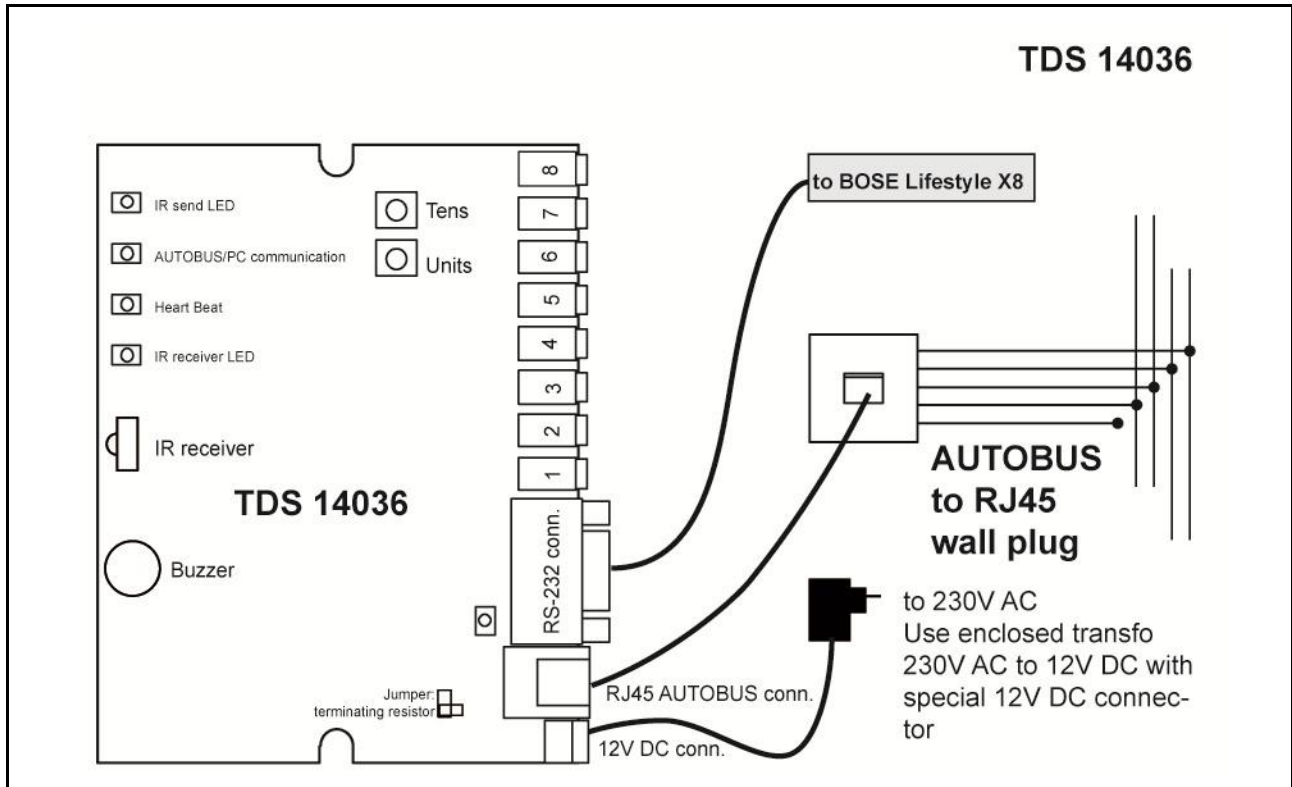 TDS 14036
to BOSE Lifestyle X8
IR send LED
AUTOBUS/PC communication
Heart Beat
IR receiver LED
Tens
Units
8
7
6
5
4
3
2
1
IR receiver
TDS 14036
Buzzer
RS-232 conn.
AUTOBUS
to RJ45
wall plug
Jumper:
terminating resistor
RJ45 AUTOBUS conn.
12V DC conn.
to 230V AC
Use enclosed transfo
230V AC to 12V DC with
special 12V DC connec-
tor